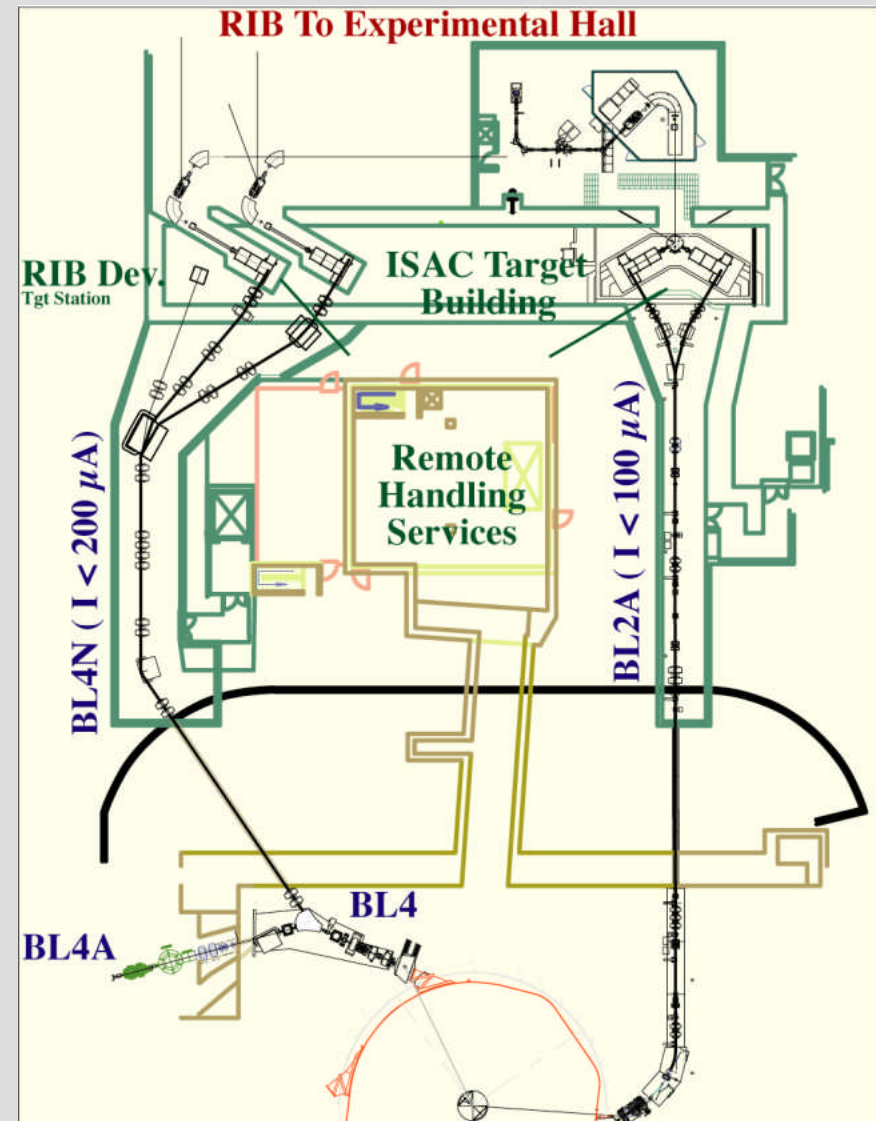 RIB To Experimental Hall
RIB Dev.
Tgt Station
ISAC Target
Building
Remote
Handling
Services
BL4N ( I < 200 µA)
BL2A ( I < 100 µA)
BL4
BL4A